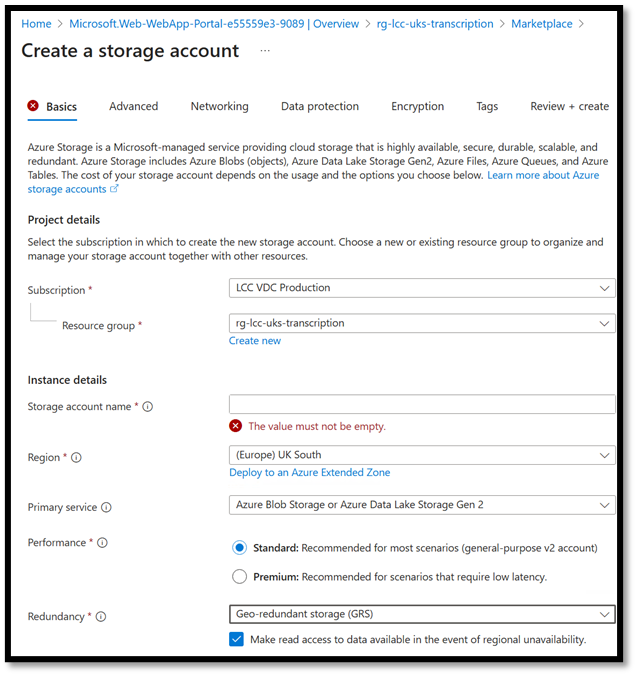 Home > Microsoft.Web-WebApp-Portal-e55559e3-9089 | Overview > rg-lcc-uks-transcription > Marketplace >
Create a storage account ...
Basics Advanced Networking Data protection Encryption Tags Review + create
Azure Storage is a Microsoft-managed service providing cloud storage that is highly available, secure, durable, scalable, and
redundant. Azure Storage includes Azure Blobs (objects), Azure Data Lake Storage Gen2, Azure Files, Azure Queues, and Azure
Tables. The cost of your storage account depends on the usage and the options you choose below. Learn more about Azure
storage accounts
Project details
Select the subscription in which to create the new storage account. Choose a new or existing resource group to organize and
manage your storage account together with other resources.
Subscription * LCC VDC Production
Resource group * rg-lcc-uks-transcription
Create new
Instance details
Storage account name *
The value must not be empty.
Region * (Europe) UK South
Deploy to an Azure Extended Zone
Primary service Azure Blob Storage or Azure Data Lake Storage Gen 2
Performance * Standard: Recommended for most scenarios (general-purpose v2 account)
Premium: Recommended for scenarios that require low latency.
Redundancy * Geo-redundant storage (GRS)
Make read access to data available in the event of regional unavailability.